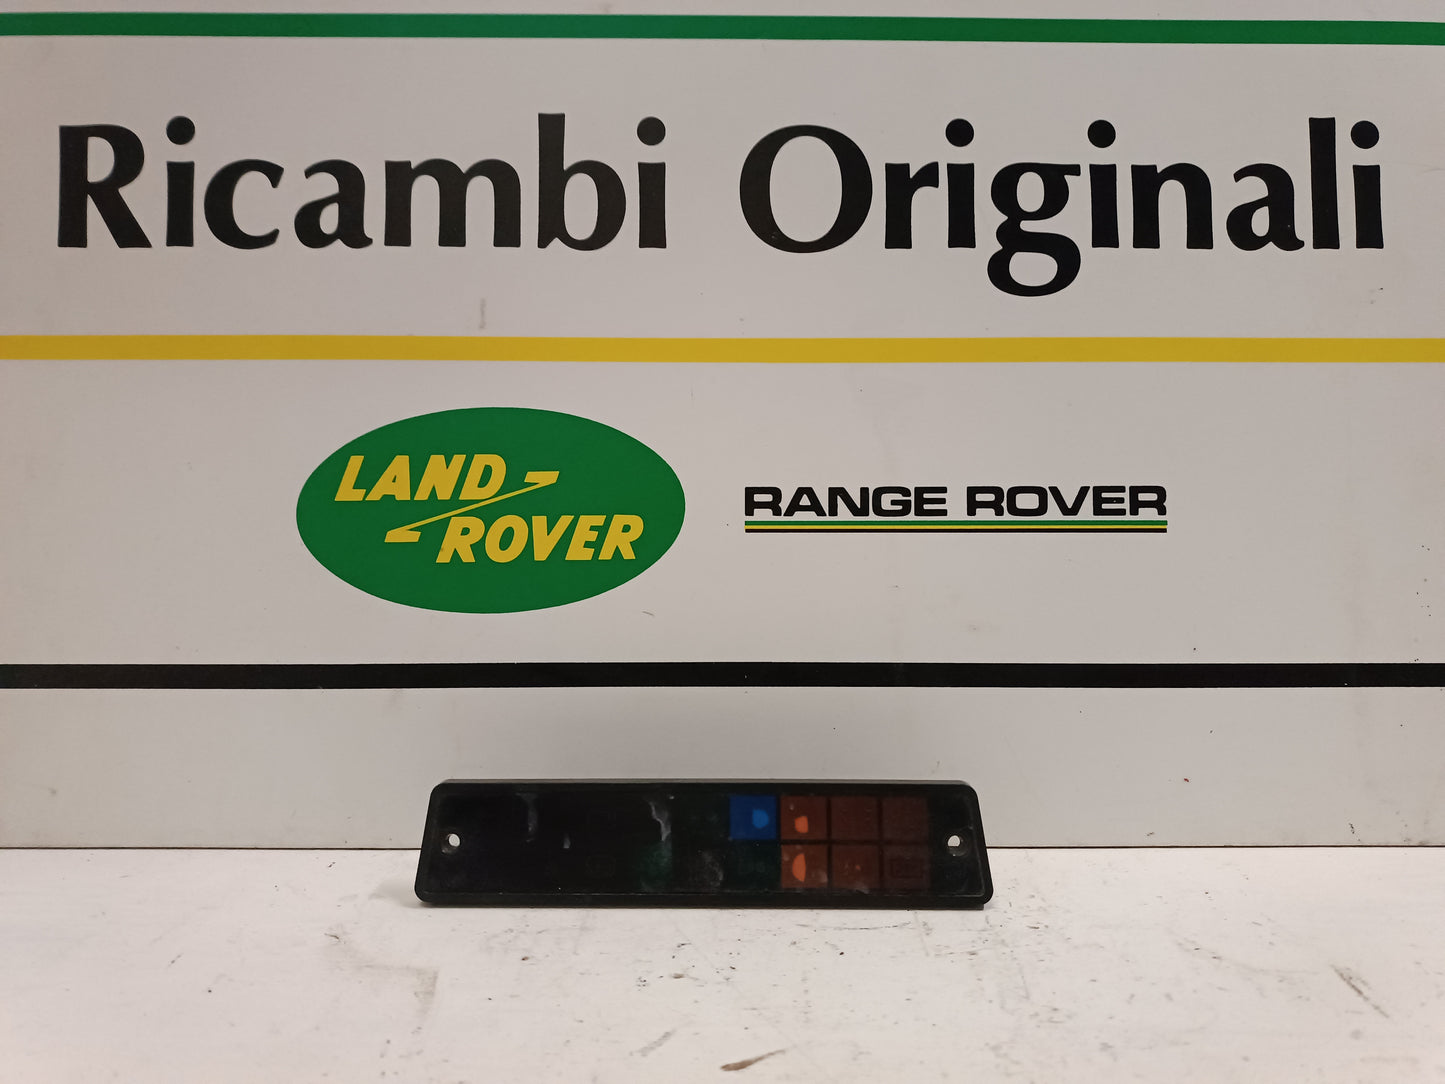 Ricambi Originali
LAND
ROVER
RANGE ROVER